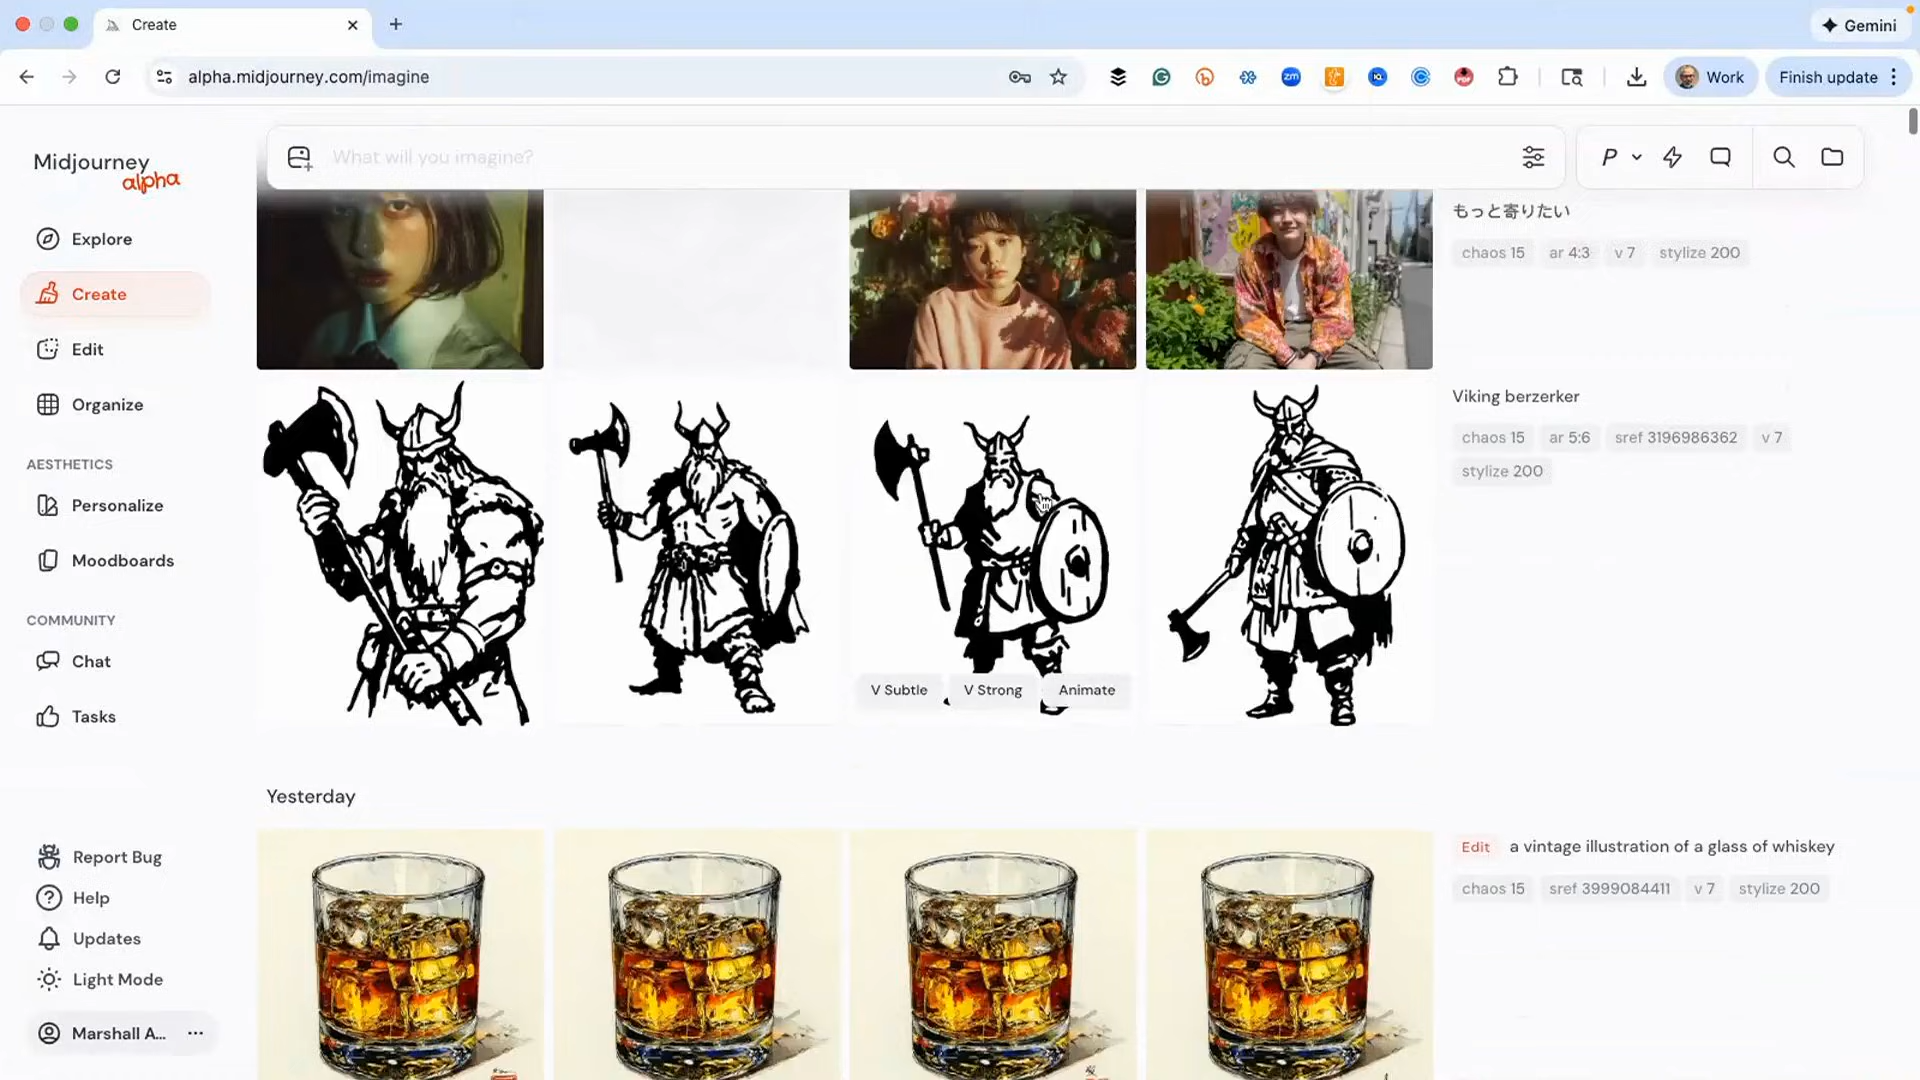 Create
Gemini
alpha.midjourney.com/imagine
zm
PDF
Work
Finish update
Midjourney
alpha
What will you imagine?
P
Explore
Create
Edit
Organize
AESTHETICS
Personalize
Moodboards
COMMUNITY
Chat
Tasks
Report Bug
Help
Updates
Light Mode
Marshall A...
もっと寄りたい
chaos 15 ar 4:3 v 7 stylize 200
Viking berzerker
chaos 15 ar 5:6 sref 3196986362 v 7
stylize 200
V Subtle V Strong Animate
Yesterday
Edit a vintage illustration of a glass of whiskey
chaos 15 sref 3999084411 v 7 stylize 200